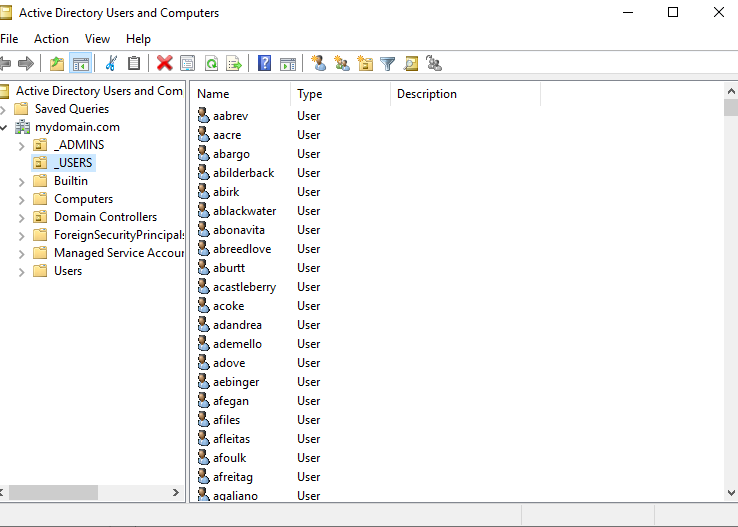 Active Directory Users and Computers
File Action View Help
Active Directory Users and Com
Saved Queries
mydomain.com
_ADMINS
_USERS
Builtin
Computers
Domain Controllers
ForeignSecurityPrincipals
Managed Service Accour
Users
Name Type Description
aabrev User
aacre User
abargo User
abilderback User
abirk User
ablackwater User
abonavita User
abreedlove User
aburtt User
acastleberry User
acoke User
adandrea User
ademello User
adove User
aebinger User
afegan User
afiles User
afleitas User
afoulk User
afreitag User
agaliano User